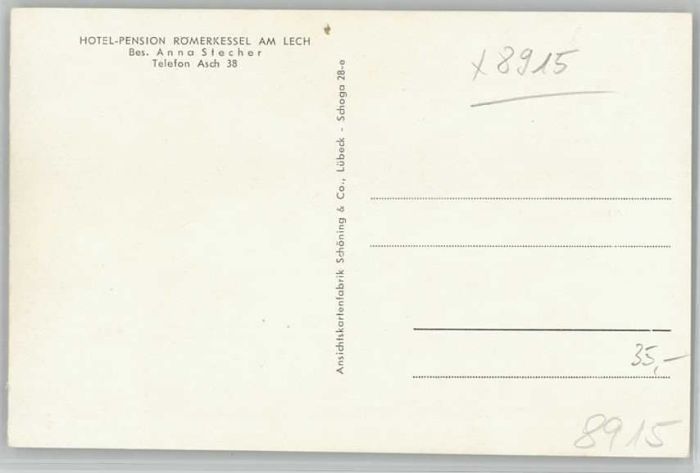 HOTEL-PENSION RÖMERKESSEL AM LECH
Bes. Anna Stecher
Telefon Asch 38
Ansichtskartenfabrik Schöning & Co., Lübeck - Schoga 28-e
x 8915
35,-
8915